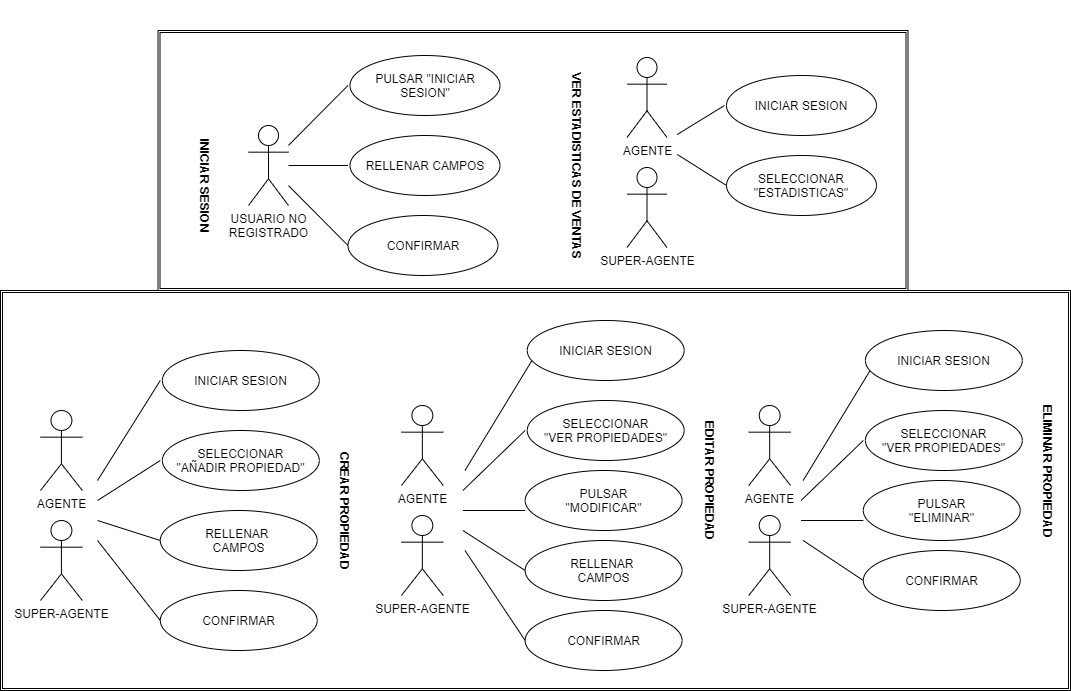 INICIAR SESION
PULSAR "INICIAR
SESION"
RELLENAR CAMPOS
CONFIRMAR
USUARIO NO
REGISTRADO
VER ESTADISTICAS DE VENTAS
AGENTE
SUPER-AGENTE
INICIAR SESION
SELECCIONAR
"ESTADISTICAS"
INICIAR SESION
SELECCIONAR
"AÑADIR PROPIEDAD"
RELLENAR
CAMPOS
CONFIRMAR
AGENTE
SUPER-AGENTE
CREAR PROPIEDAD
INICIAR SESION
SELECCIONAR
"VER PROPIEDADES"
PULSAR
"MODIFICAR"
RELLENAR
CAMPOS
CONFIRMAR
AGENTE
SUPER-AGENTE
EDITAR PROPIEDAD
INICIAR SESION
SELECCIONAR
"VER PROPIEDADES"
PULSAR
"ELIMINAR"
CONFIRMAR
AGENTE
SUPER-AGENTE
ELIMINAR PROPIEDAD